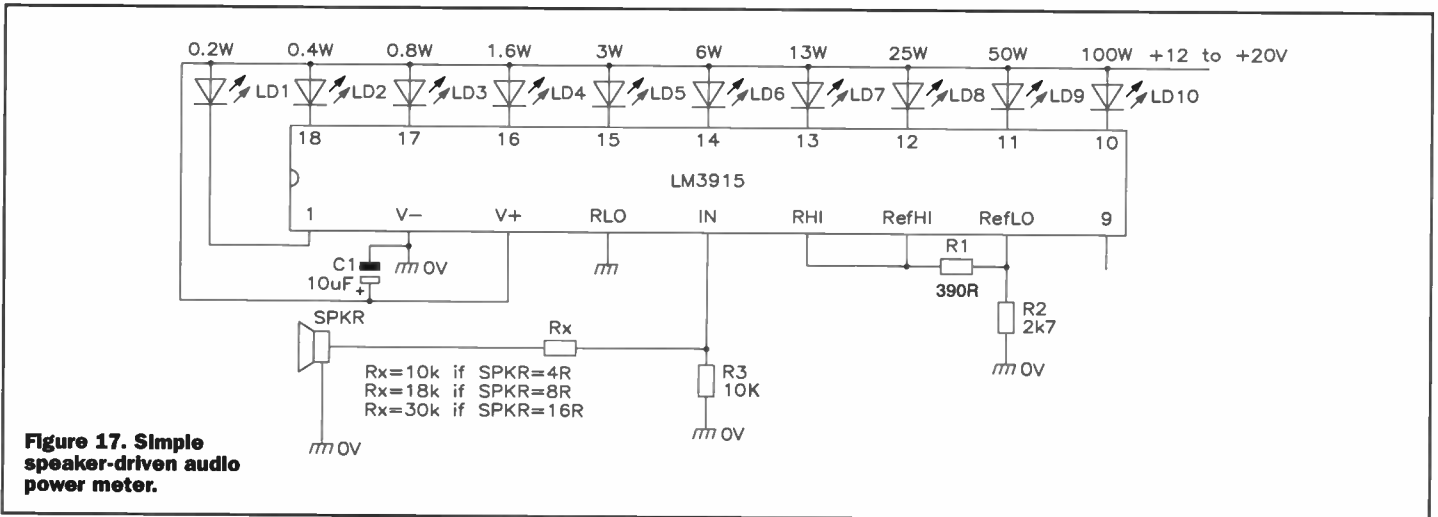 0.2W 0.4W 0.8W 1.6W 3W 6W 13W 25W 50W 100W +12 to +20V
LD1 LD2 LD3 LD4 LD5 LD6 LD7 LD8 LD9 LD10
18 17 16 15 14 13 12 11 10
LM3915
1 V- V+ RLO IN RHI RefHI RefLO 9
C1
10uF
+
0V
R1
390R
R2
2k7
0V
SPKR
Rx
Rx=10k if SPKR=4R
Rx=18k if SPKR=8R
Rx=30k if SPKR=16R
R3
10K
0V
0V
Figure 17. Simple
speaker-driven audio
power meter.